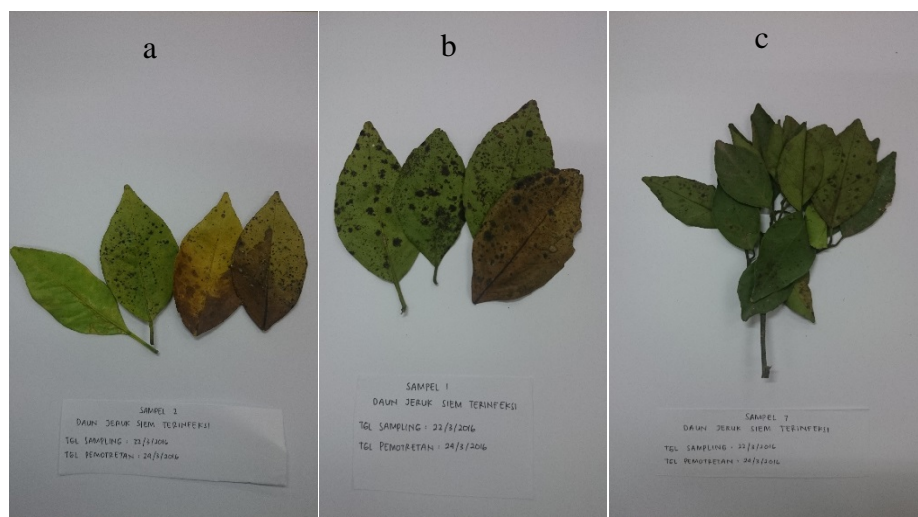 a
SAMPEL 2
DAUN JERUK SIEM TERINFEKSI
TGL SAMPLING : 22/3/2016
TGL PEMOTRETAN : 24/3/2016
b
SAMPEL 1
DAUN JERUK SIEM TERINFEKSI
TGL SAMPLING : 22/3/2016
TGL PEMOTRETAN : 24/3/2016
c
SAMPEL 7
DAUN JERUK SIEM TERINFEKSI
TGL SAMPLING : 22/3/2016
TGL PEMOTRETAN : 24/3/2016